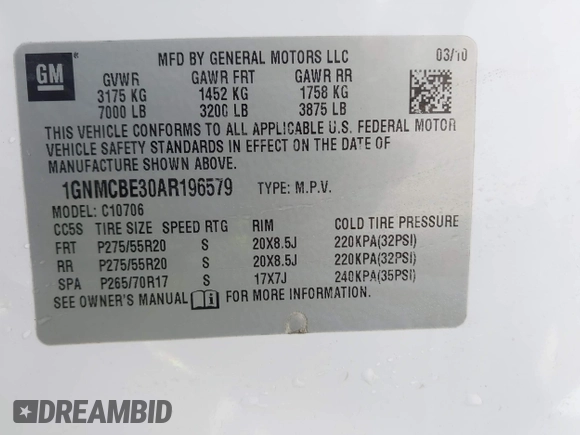 GM
MFD BY GENERAL MOTORS LLC 03/10
GVWR GAWR FRT GAWR RR
3175 KG 1452 KG 1758 KG
7000 LB 3200 LB 3875 LB
THIS VEHICLE CONFORMS TO ALL APPLICABLE U.S. FEDERAL MOTOR
VEHICLE SAFETY STANDARDS IN EFFECT ON THE DATE OF
MANUFACTURE SHOWN ABOVE.
1GNMCBE30AR196579 TYPE: M.P.V.
MODEL: C10706
CC5S TIRE SIZE SPEED RTG RIM COLD TIRE PRESSURE
FRT P275/55R20 S 20X8.5J 220KPA(32PSI)
RR P275/55R20 S 20X8.5J 220KPA(32PSI)
SPA P265/70R17 S 17X7J 240KPA(35PSI)
SEE OWNER'S MANUAL FOR MORE INFORMATION.
DREAMBID